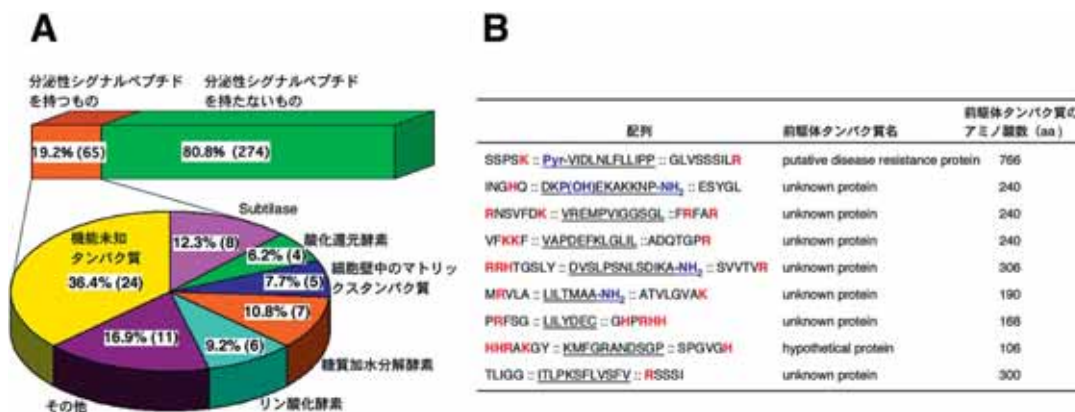 A
分泌性シグナルペプチド
を持つもの
分泌性シグナルペプチド
を持たないもの
19.2% (65)
80.8% (274)
Subtilase
12.3% (8)
酸化還元酵素
6.2% (4)
細胞壁中のマトリッ
クスタンパク質
7.7% (5)
10.8% (7)
糖質加水分解酵素
9.2% (6)
リン酸化酵素
16.9% (11)
その他
機能未知
タンパク質
36.4% (24)
B
配列 前駆体タンパク質名 前駆体タンパク質の
アミノ酸数 (aa)
SSPSK :: Pyr-VIDLNLFLLIPP :: GLVSSSILR putative disease resistance protein 766
INGHQ :: DKP(OH)EKAKKNP-NH2 :: ESYGL unknown protein 240
RNSVFDK :: VREMPVIGGSGL :: FRFAR unknown protein 240
VFKKF :: VAPDEFKLGLIL :: ADQTGPR unknown protein 240
RRHTGSLY :: DVSLPSNLSDIKA-NH2 :: SVVTVR unknown protein 306
MRVLA :: LILTMAA-NH2 :: ATVLGVAK unknown protein 190
PRFSG :: LILYDEC :: GHPRHH unknown protein 168
HHRAKGY :: KMFGRANDSGP :: SPGVGH hypothetical protein 106
TLIGG :: ITLPKSFLVSFV :: RSSSI unknown protein 300